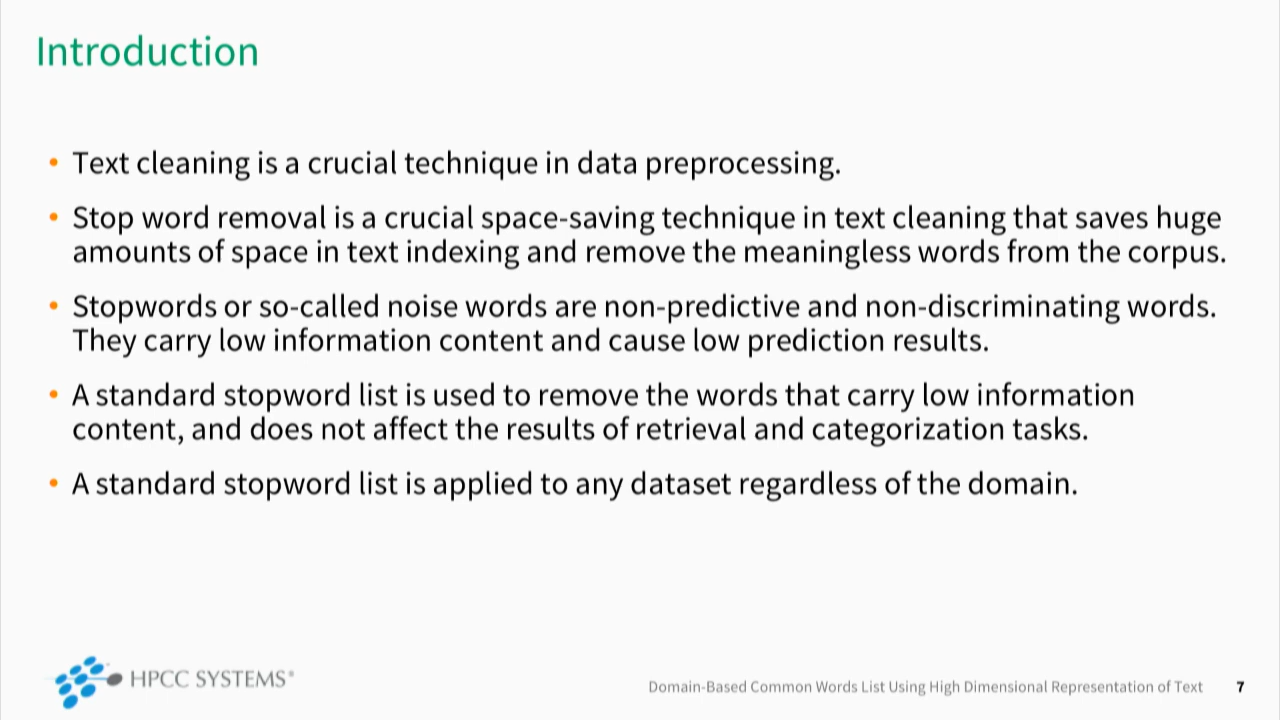 Introduction
• Text cleaning is a crucial technique in data preprocessing.
• Stop word removal is a crucial space-saving technique in text cleaning that saves huge
amounts of space in text indexing and remove the meaningless words from the corpus.
• Stopwords or so-called noise words are non-predictive and non-discriminating words.
They carry low information content and cause low prediction results.
• A standard stopword list is used to remove the words that carry low information
content, and does not affect the results of retrieval and categorization tasks.
• A standard stopword list is applied to any dataset regardless of the domain.
HPCC SYSTEMS®
Domain-Based Common Words List Using High Dimensional Representation of Text 7